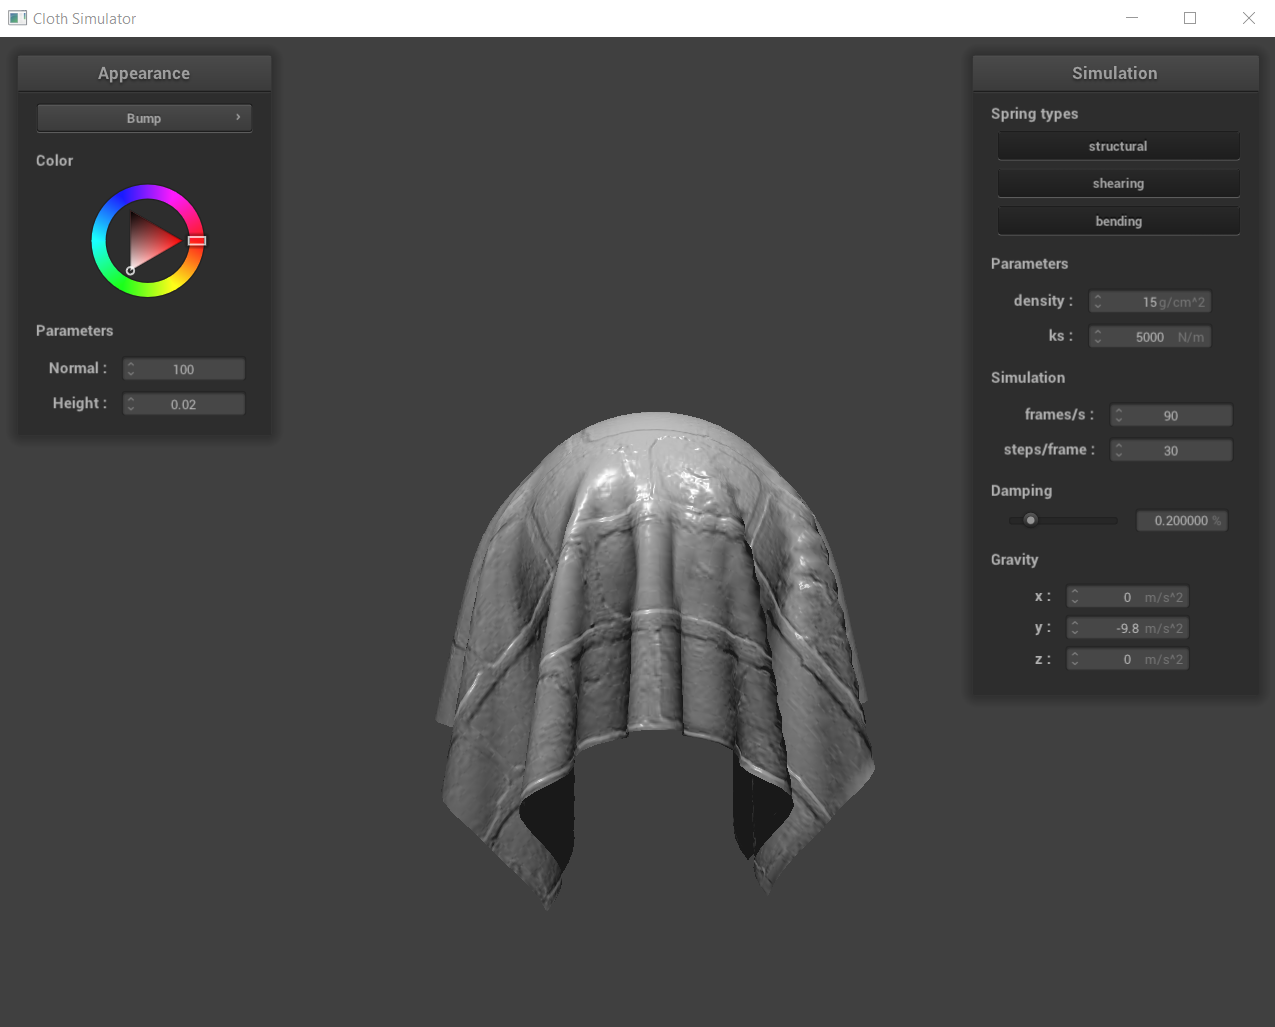 Cloth Simulator
Appearance
Bump
Color
Parameters
Normal : 100
Height : 0.02
Simulation
Spring types
structural
shearing
bending
Parameters
density : 15 g/cm^2
ks : 5000 N/m
Simulation
frames/s : 90
steps/frame : 30
Damping
0.200000 %
Gravity
x : 0 m/s^2
y : -9.8 m/s^2
z : 0 m/s^2